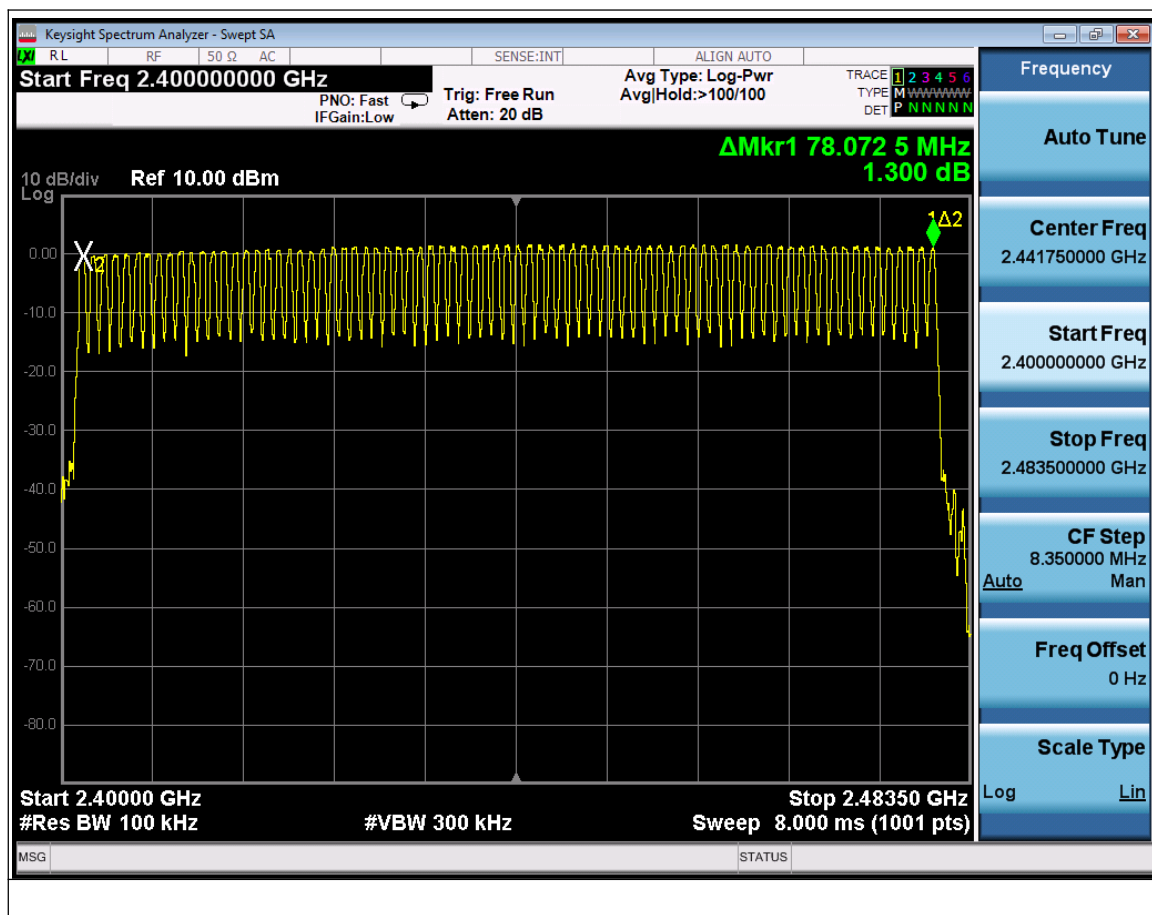 Keysight Spectrum Analyzer - Swept SA
LXI RL RF 50 Ω AC SENSE:INT ALIGN AUTO
Start Freq 2.400000000 GHz
PNO: Fast
IFGain:Low
Trig: Free Run
Atten: 20 dB
Avg Type: Log-Pwr
Avg|Hold:>100/100
TRACE 1 2 3 4 5 6
TYPE M W W W W W
DET P N N N N N
ΔMkr1 78.072 5 MHz
1.300 dB
10 dB/div Ref 10.00 dBm
Log
1Δ2
X2
0.00
-10.0
-20.0
-30.0
-40.0
-50.0
-60.0
-70.0
-80.0
Start 2.40000 GHz
Stop 2.48350 GHz
#Res BW 100 kHz
#VBW 300 kHz
Sweep 8.000 ms (1001 pts)
MSG
STATUS
Frequency
Auto Tune
Center Freq
2.441750000 GHz
Start Freq
2.400000000 GHz
Stop Freq
2.483500000 GHz
CF Step
8.350000 MHz
Auto Man
Freq Offset
0 Hz
Scale Type
Log Lin